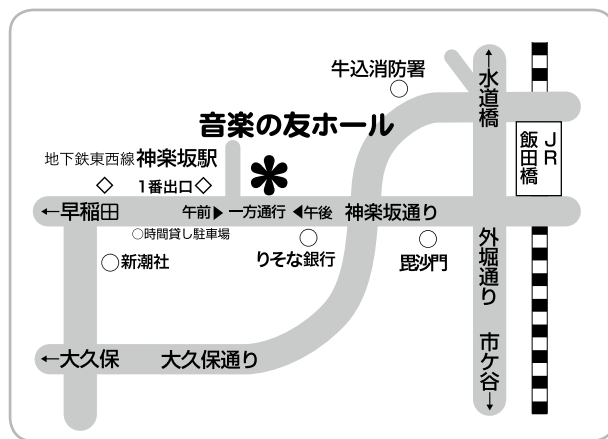 牛込消防署
↑水道橋
音楽の友ホール
JR飯田橋
地下鉄東西線神楽坂駅
1番出口
←早稲田
午前▶一方通行◀午後
神楽坂通り
時間貸し駐車場
新潮社
りそな銀行
毘沙門
外堀通り
←大久保
大久保通り
市ケ谷↓